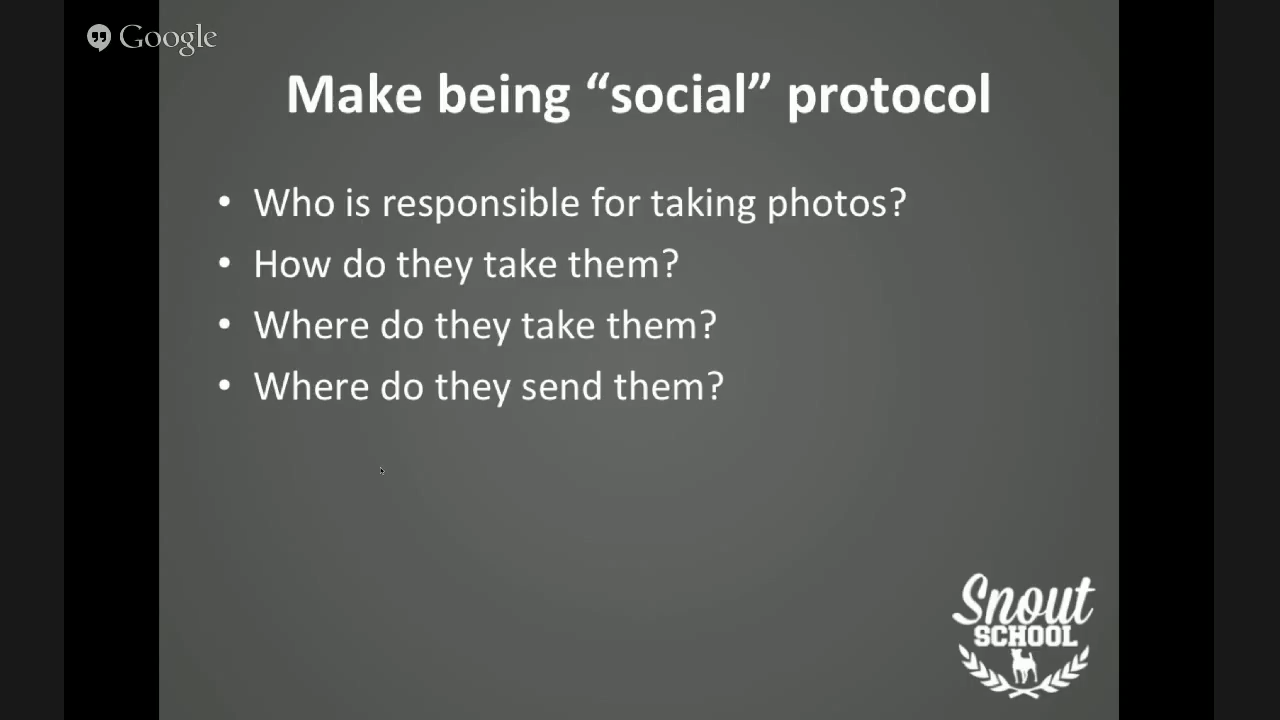 Google
Make being “social” protocol
• Who is responsible for taking photos?
• How do they take them?
• Where do they take them?
• Where do they send them?
Snout
SCHOOL